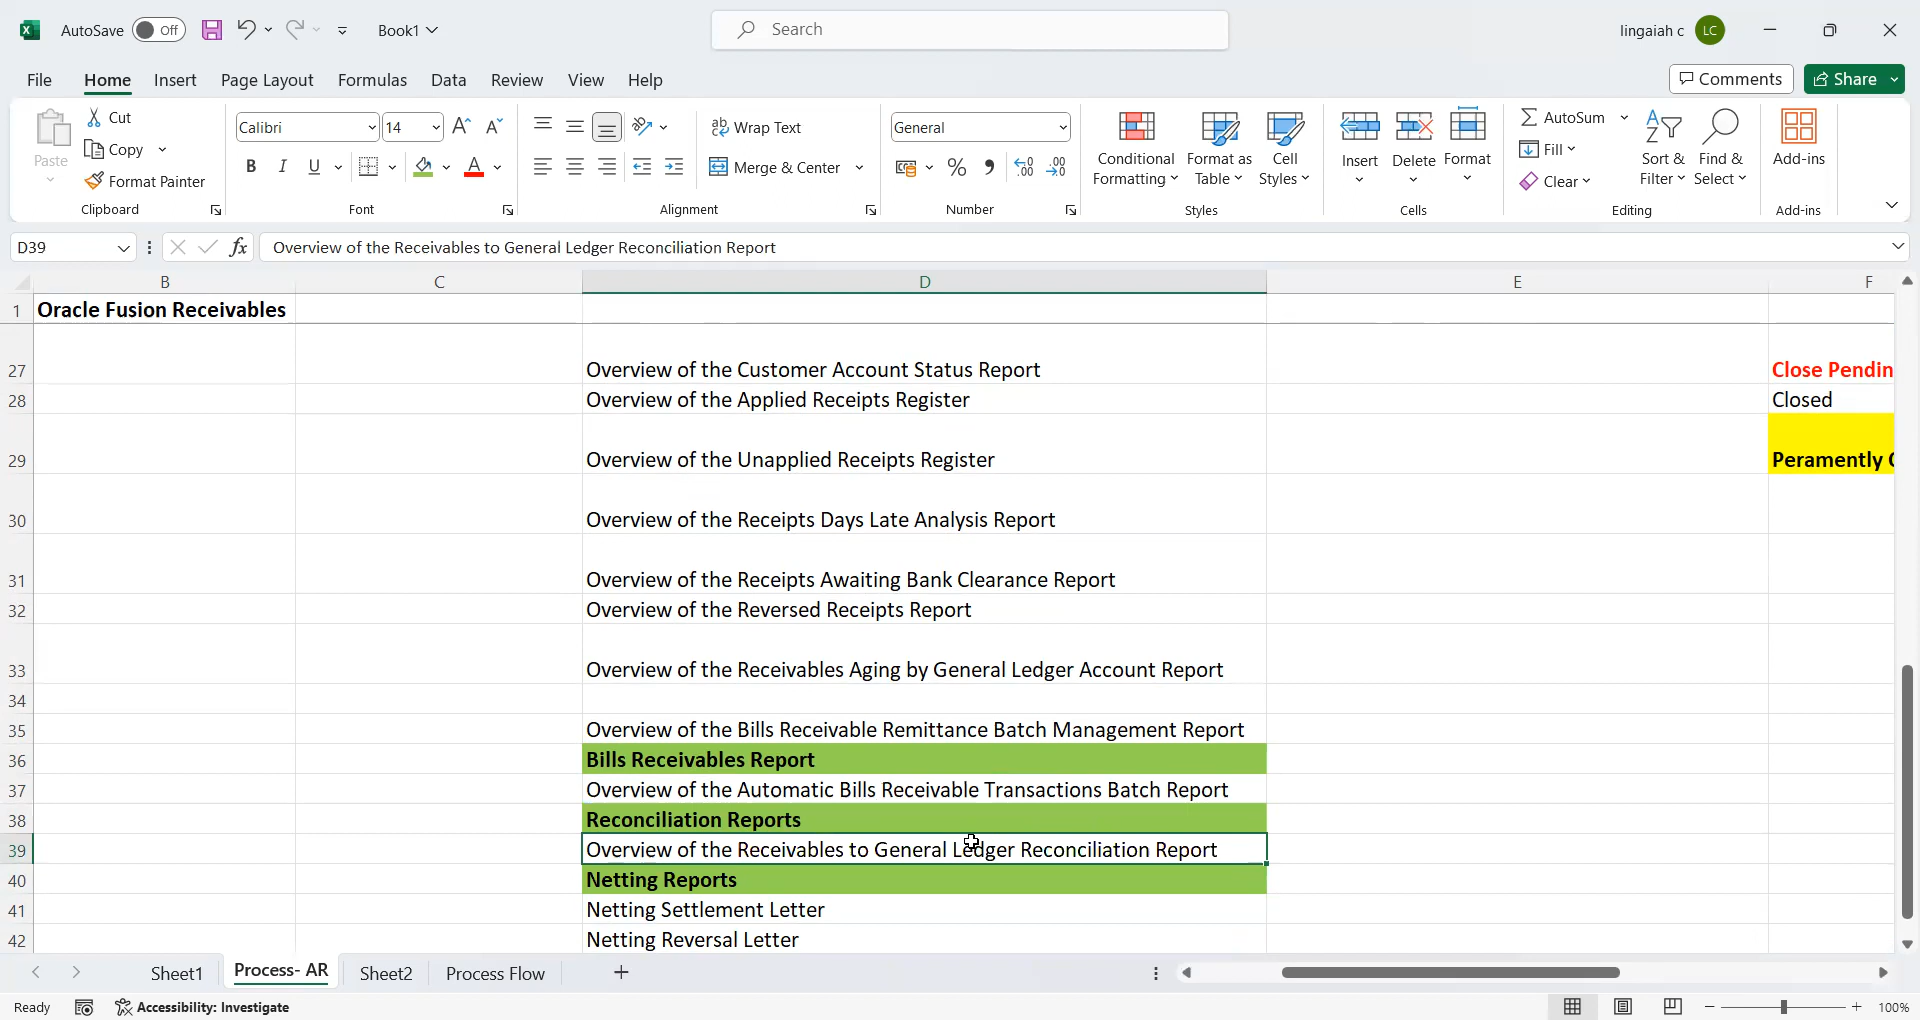 AutoSave Off Book1 Search lingaiah c LC
File Home Insert Page Layout Formulas Data Review View Help Comments Share
Paste Cut Copy Format Painter Clipboard
Calibri 14 B I U A Font
Wrap Text Merge & Center Alignment
General % Number
Conditional Formatting Format as Table Cell Styles Styles
Insert Delete Format Cells
AutoSum Fill Clear Sort & Filter Find & Select Editing
Add-ins Add-ins
D39 fx Overview of the Receivables to General Ledger Reconciliation Report
B C D E F
1 Oracle Fusion Receivables
27 Overview of the Customer Account Status Report Close Pendin
28 Overview of the Applied Receipts Register Closed
29 Overview of the Unapplied Receipts Register Peramently
30 Overview of the Receipts Days Late Analysis Report
31 Overview of the Receipts Awaiting Bank Clearance Report
32 Overview of the Reversed Receipts Report
33 Overview of the Receivables Aging by General Ledger Account Report
34
35 Overview of the Bills Receivable Remittance Batch Management Report
36 Bills Receivables Report
37 Overview of the Automatic Bills Receivable Transactions Batch Report
38 Reconciliation Reports
39 Overview of the Receivables to General Ledger Reconciliation Report
40 Netting Reports
41 Netting Settlement Letter
42 Netting Reversal Letter
Sheet1 Process- AR Sheet2 Process Flow
Ready Accessibility: Investigate 100%